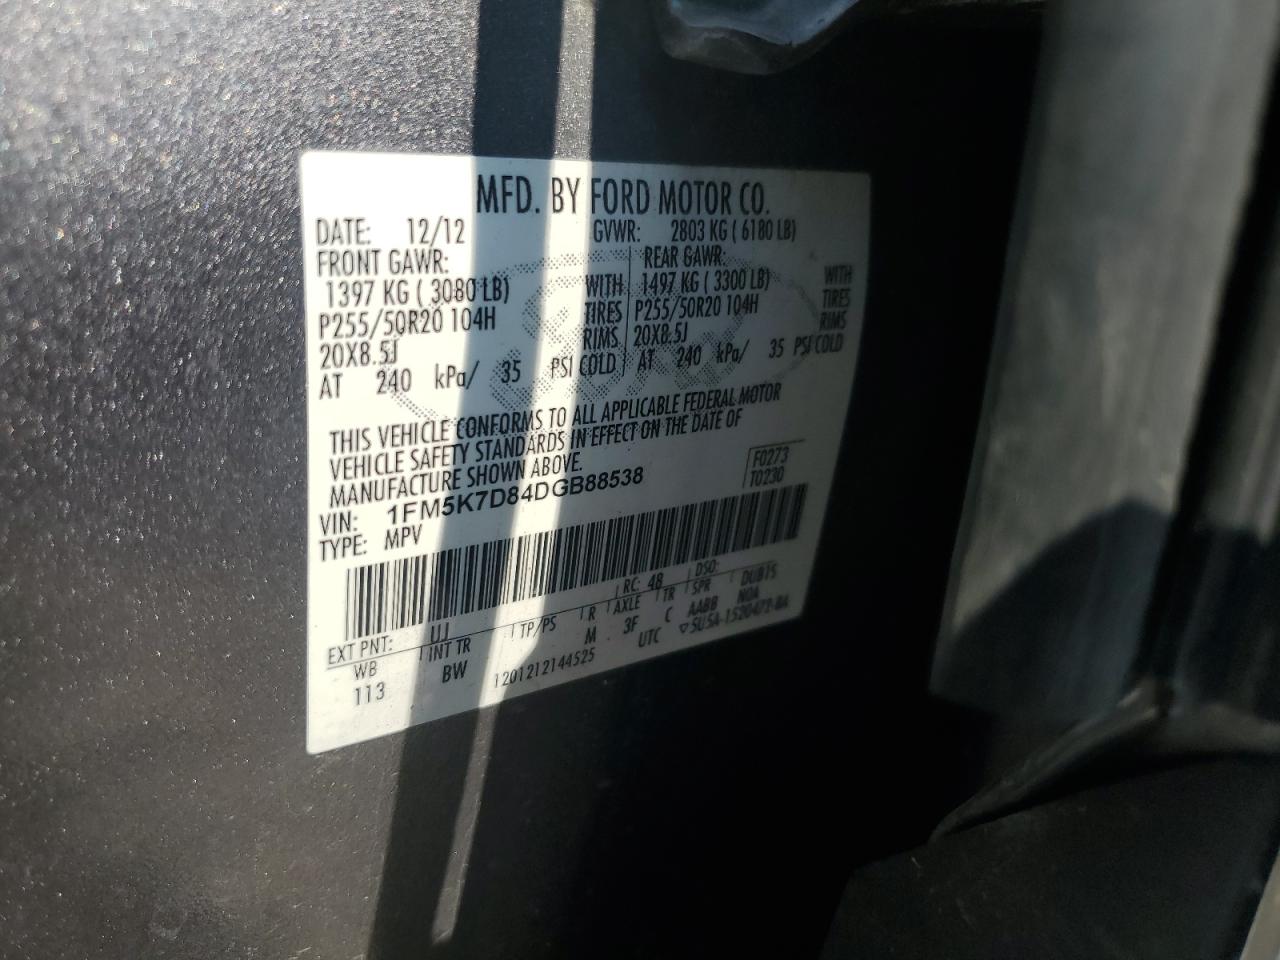 MFD. BY FORD MOTOR CO.
DATE: 12/12 GVWR: 2803 KG ( 6180 LB)
FRONT GAWR: REAR GAWR:
1397 KG ( 3080 LB) WITH 1497 KG ( 3300 LB) WITH
P255/50R20 104H TIRES P255/50R20 104H TIRES
20X8.5J RIMS 20X8.5J RIMS
AT 240 kPa/ 35 PSI COLD AT 240 kPa/ 35 PSI COLD
THIS VEHICLE CONFORMS TO ALL APPLICABLE FEDERAL MOTOR
VEHICLE SAFETY STANDARDS IN EFFECT ON THE DATE OF
MANUFACTURE SHOWN ABOVE.
F0273
T0230
VIN: 1FM5K7D84DGB88538
TYPE: MPV
EXT PNT: UJ RC: 48 DSO:
WB INT TR TP/PS R AXLE TR SPR DUB15
113 BW M 3F C AABB NOA
1201212144525 UTC